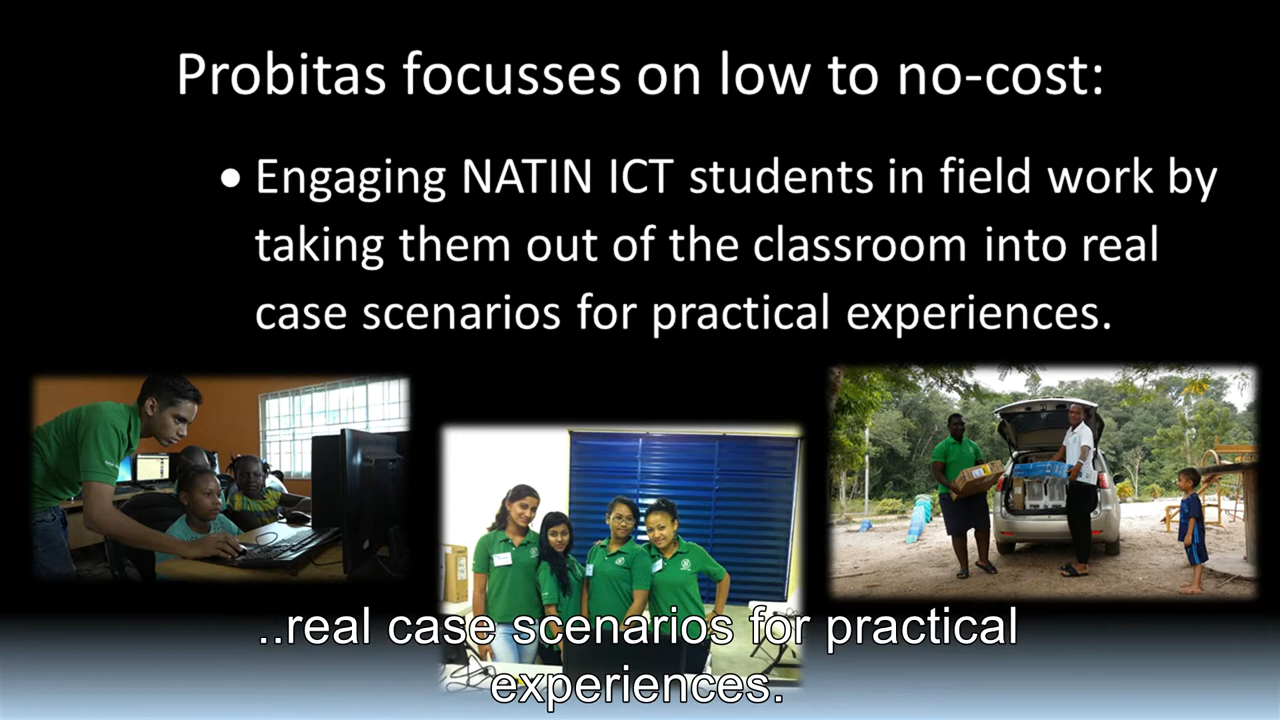 Probitas focusses on low to no-cost:
• Engaging NATIN ICT students in field work by
taking them out of the classroom into real
case scenarios for practical experiences.
..real case scenarios for practical
experiences.